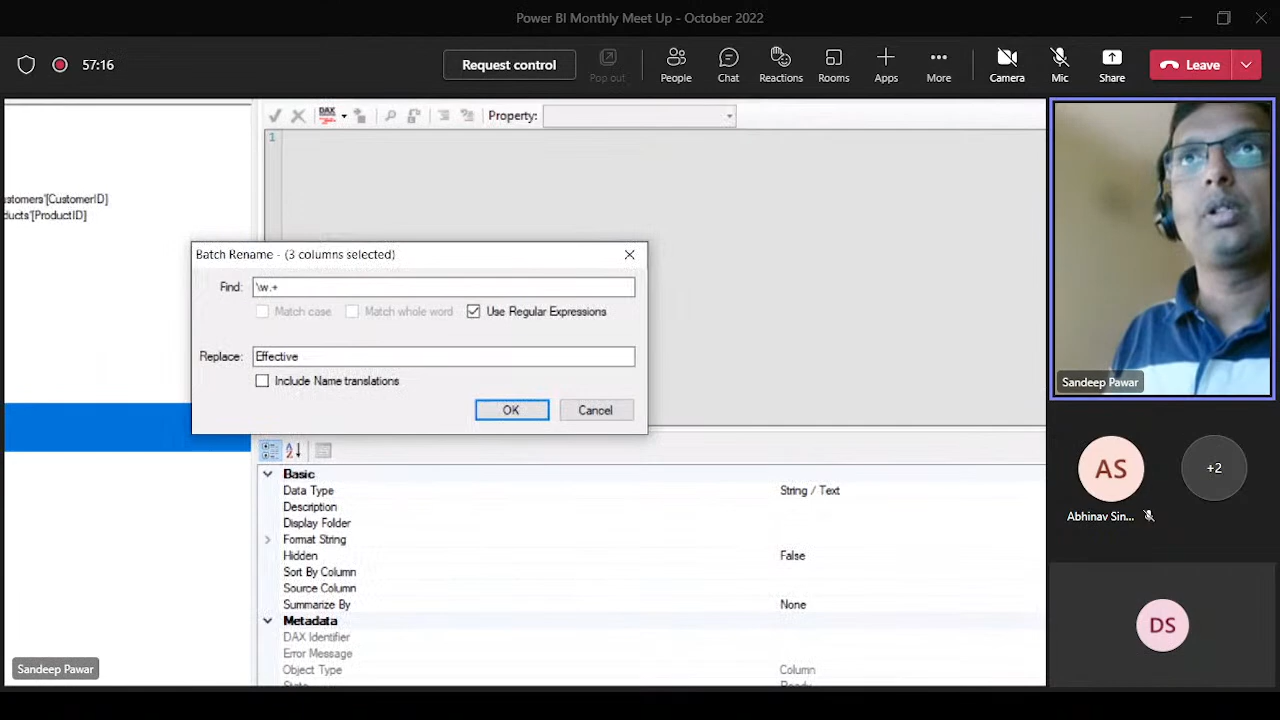 Power BI Monthly Meet Up - October 2022
57:16
Request control
Pop out
People
Chat
Reactions
Rooms
Apps
More
Camera
Mic
Share
Leave
DAX
Property:
1
stomers'[CustomerID]
ducts'[ProductID]
Batch Rename - (3 columns selected)
Find:
\w.+
Match case
Match whole word
Use Regular Expressions
Replace:
Effective
Include Name translations
OK
Cancel
Basic
Data Type
String / Text
Description
Display Folder
Format String
Hidden
False
Sort By Column
Source Column
Summarize By
None
Metadata
DAX Identifier
Error Message
Object Type
Column
Sandeep Pawar
Sandeep Pawar
AS
+2
Abhinav Sin...
DS